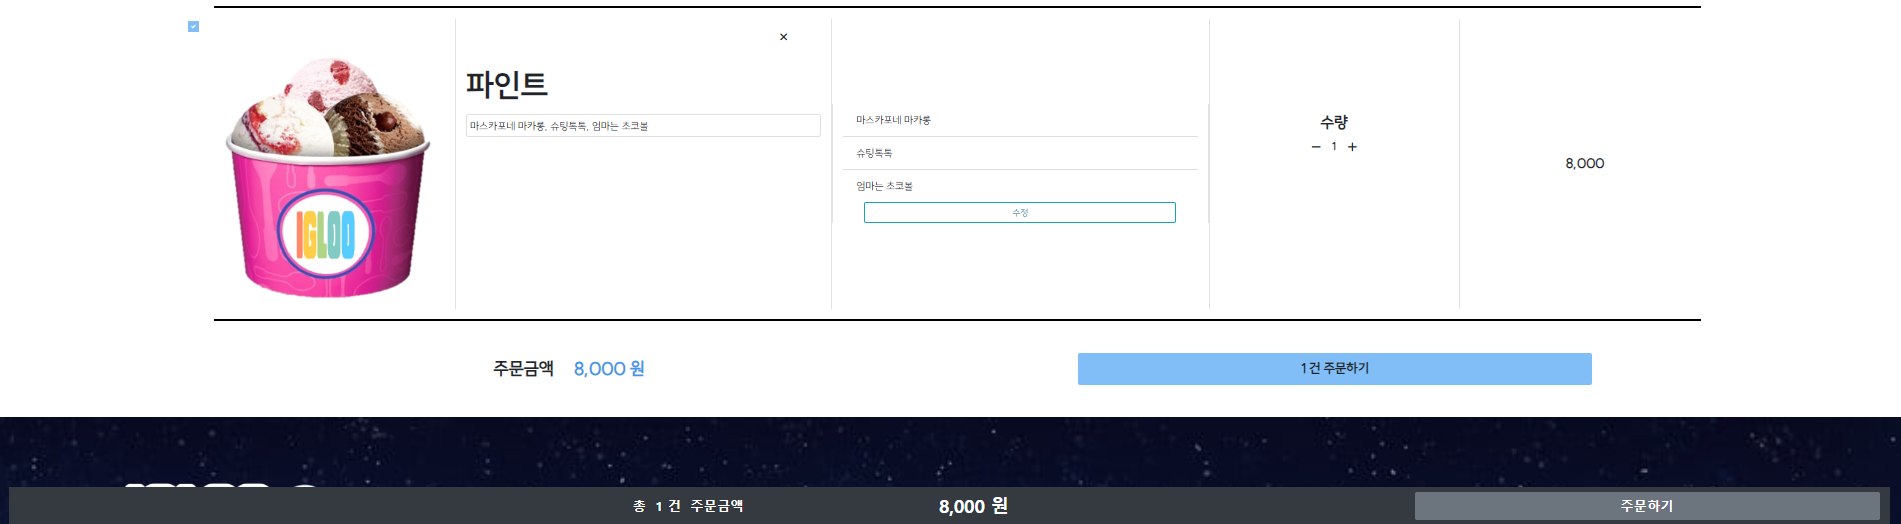 ×
파인트
마스카포네 마카롱, 슈팅톡톡, 엄마는 초코볼
마스카포네 마카롱
슈팅톡톡
엄마는 초코볼
수정
수량
− 1 +
8,000
IGLOO
주문금액 8,000 원
1건 주문하기
총 1 건 주문금액 8,000 원 주문하기